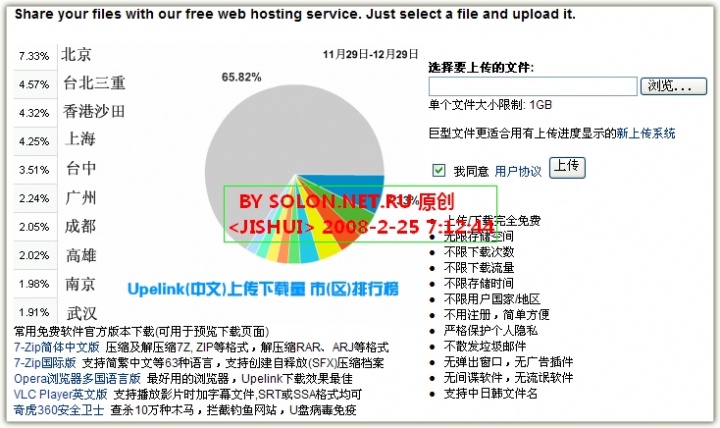 Share your files with our free web hosting service. Just select a file and upload it.
7.33% 北京
4.57% 台北三重
4.32% 香港沙田
4.25% 上海
3.51% 台中
2.24% 广州
2.05% 成都
2.02% 高雄
1.98% 南京
1.91% 武汉
11月29日-12月29日
65.82%
BY SOLON.NET.RU 原创
<JISHUI> 2008-2-25 7:12:44
Upelink(中文)上传下载量 市(区)排行榜
选择要上传的文件:
浏览...
单个文件大小限制: 1GB
巨型文件更适合用有上传进度显示的新上传系统
我同意 用户协议 上传
上传/下载完全免费
无限存储空间
无限下载次数
无限下载流量
无限存储时间
不限用户国家/地区
不用注册，简单方便
严格保护个人隐私
不散发垃圾邮件
无弹出窗口，无广告插件
无间谍软件，无流氓软件
支持中日韩文件名
常用免费软件官方版本下载(可用于预览下载页面)
7-Zip简体中文版 压缩及解压缩7Z, ZIP等格式，解压缩RAR、ARJ等格式
7-Zip国际版 支持简繁中文等63种语言，支持创建自释放(SFX)压缩档案
Opera浏览器多国语言版 最好用的浏览器，Upelink下载效果最佳
VLC Player英文版 支持播放影片时加字幕文件,SRT或SSA格式均可
奇虎360安全卫士 查杀10万种木马，拦截钓鱼网站，U盘病毒免疫